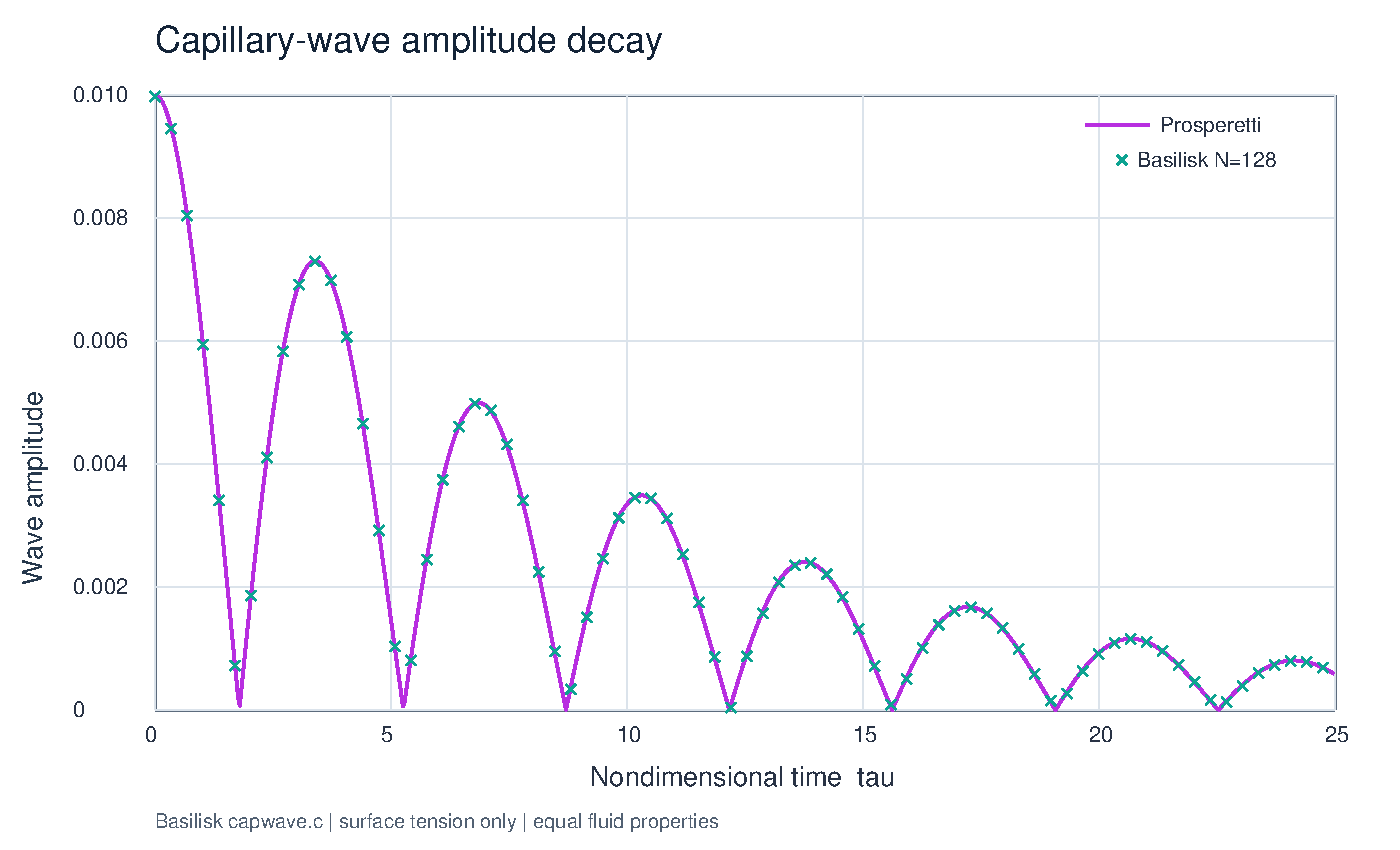 Capillary-wave amplitude decay
0.010
0.008
0.006
0.004
0.002
0
Wave amplitude
Prosperetti
Basilisk N=128
0 5 10 15 20 25
Nondimensional time tau
Basilisk capwave.c | surface tension only | equal fluid properties